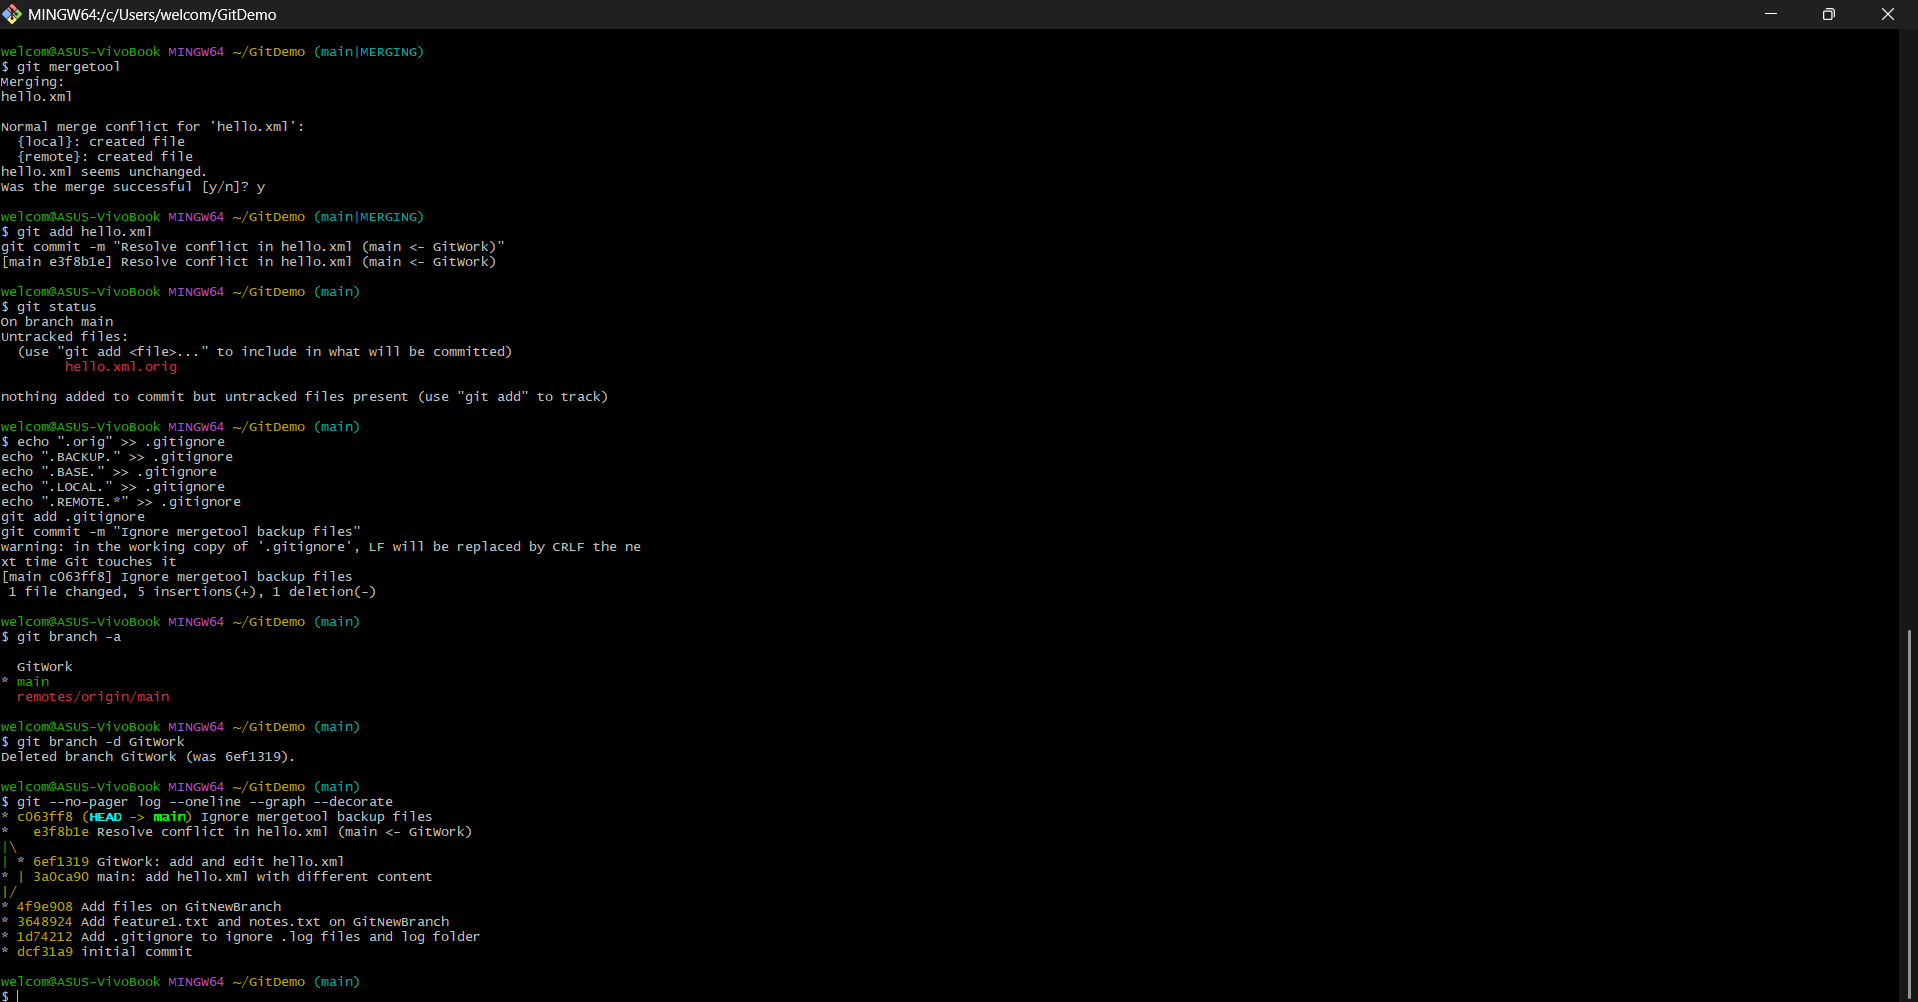 MINGW64:/c/Users/welcom/GitDemo
welcom@ASUS-VivoBook MINGW64 ~/GitDemo (main|MERGING)
$ git mergetool
Merging:
hello.xml
Normal merge conflict for 'hello.xml':
  {local}: created file
  {remote}: created file
hello.xml seems unchanged.
Was the merge successful [y/n]? y
welcom@ASUS-VivoBook MINGW64 ~/GitDemo (main|MERGING)
$ git add hello.xml
git commit -m "Resolve conflict in hello.xml (main <- GitWork)"
[main e3f8b1e] Resolve conflict in hello.xml (main <- GitWork)
welcom@ASUS-VivoBook MINGW64 ~/GitDemo (main)
$ git status
On branch main
Untracked files:
  (use "git add <file>..." to include in what will be committed)
        hello.xml.orig
nothing added to commit but untracked files present (use "git add" to track)
welcom@ASUS-VivoBook MINGW64 ~/GitDemo (main)
$ echo ".orig" >> .gitignore
echo ".BACKUP." >> .gitignore
echo ".BASE." >> .gitignore
echo ".LOCAL." >> .gitignore
echo ".REMOTE.*" >> .gitignore
git add .gitignore
git commit -m "Ignore mergetool backup files"
warning: in the working copy of '.gitignore', LF will be replaced by CRLF the ne
xt time Git touches it
[main c063ff8] Ignore mergetool backup files
 1 file changed, 5 insertions(+), 1 deletion(-)
welcom@ASUS-VivoBook MINGW64 ~/GitDemo (main)
$ git branch -a
  GitWork
* main
  remotes/origin/main
welcom@ASUS-VivoBook MINGW64 ~/GitDemo (main)
$ git branch -d GitWork
Deleted branch GitWork (was 6ef1319).
welcom@ASUS-VivoBook MINGW64 ~/GitDemo (main)
$ git --no-pager log --oneline --graph --decorate
* c063ff8 (HEAD -> main) Ignore mergetool backup files
*   e3f8b1e Resolve conflict in hello.xml (main <- GitWork)
|\
| * 6ef1319 GitWork: add and edit hello.xml
* | 3a0ca90 main: add hello.xml with different content
|/
* 4f9e908 Add files on GitNewBranch
* 3648924 Add feature1.txt and notes.txt on GitNewBranch
* 1d74212 Add .gitignore to ignore .log files and log folder
* dcf31a9 initial commit
welcom@ASUS-VivoBook MINGW64 ~/GitDemo (main)
$